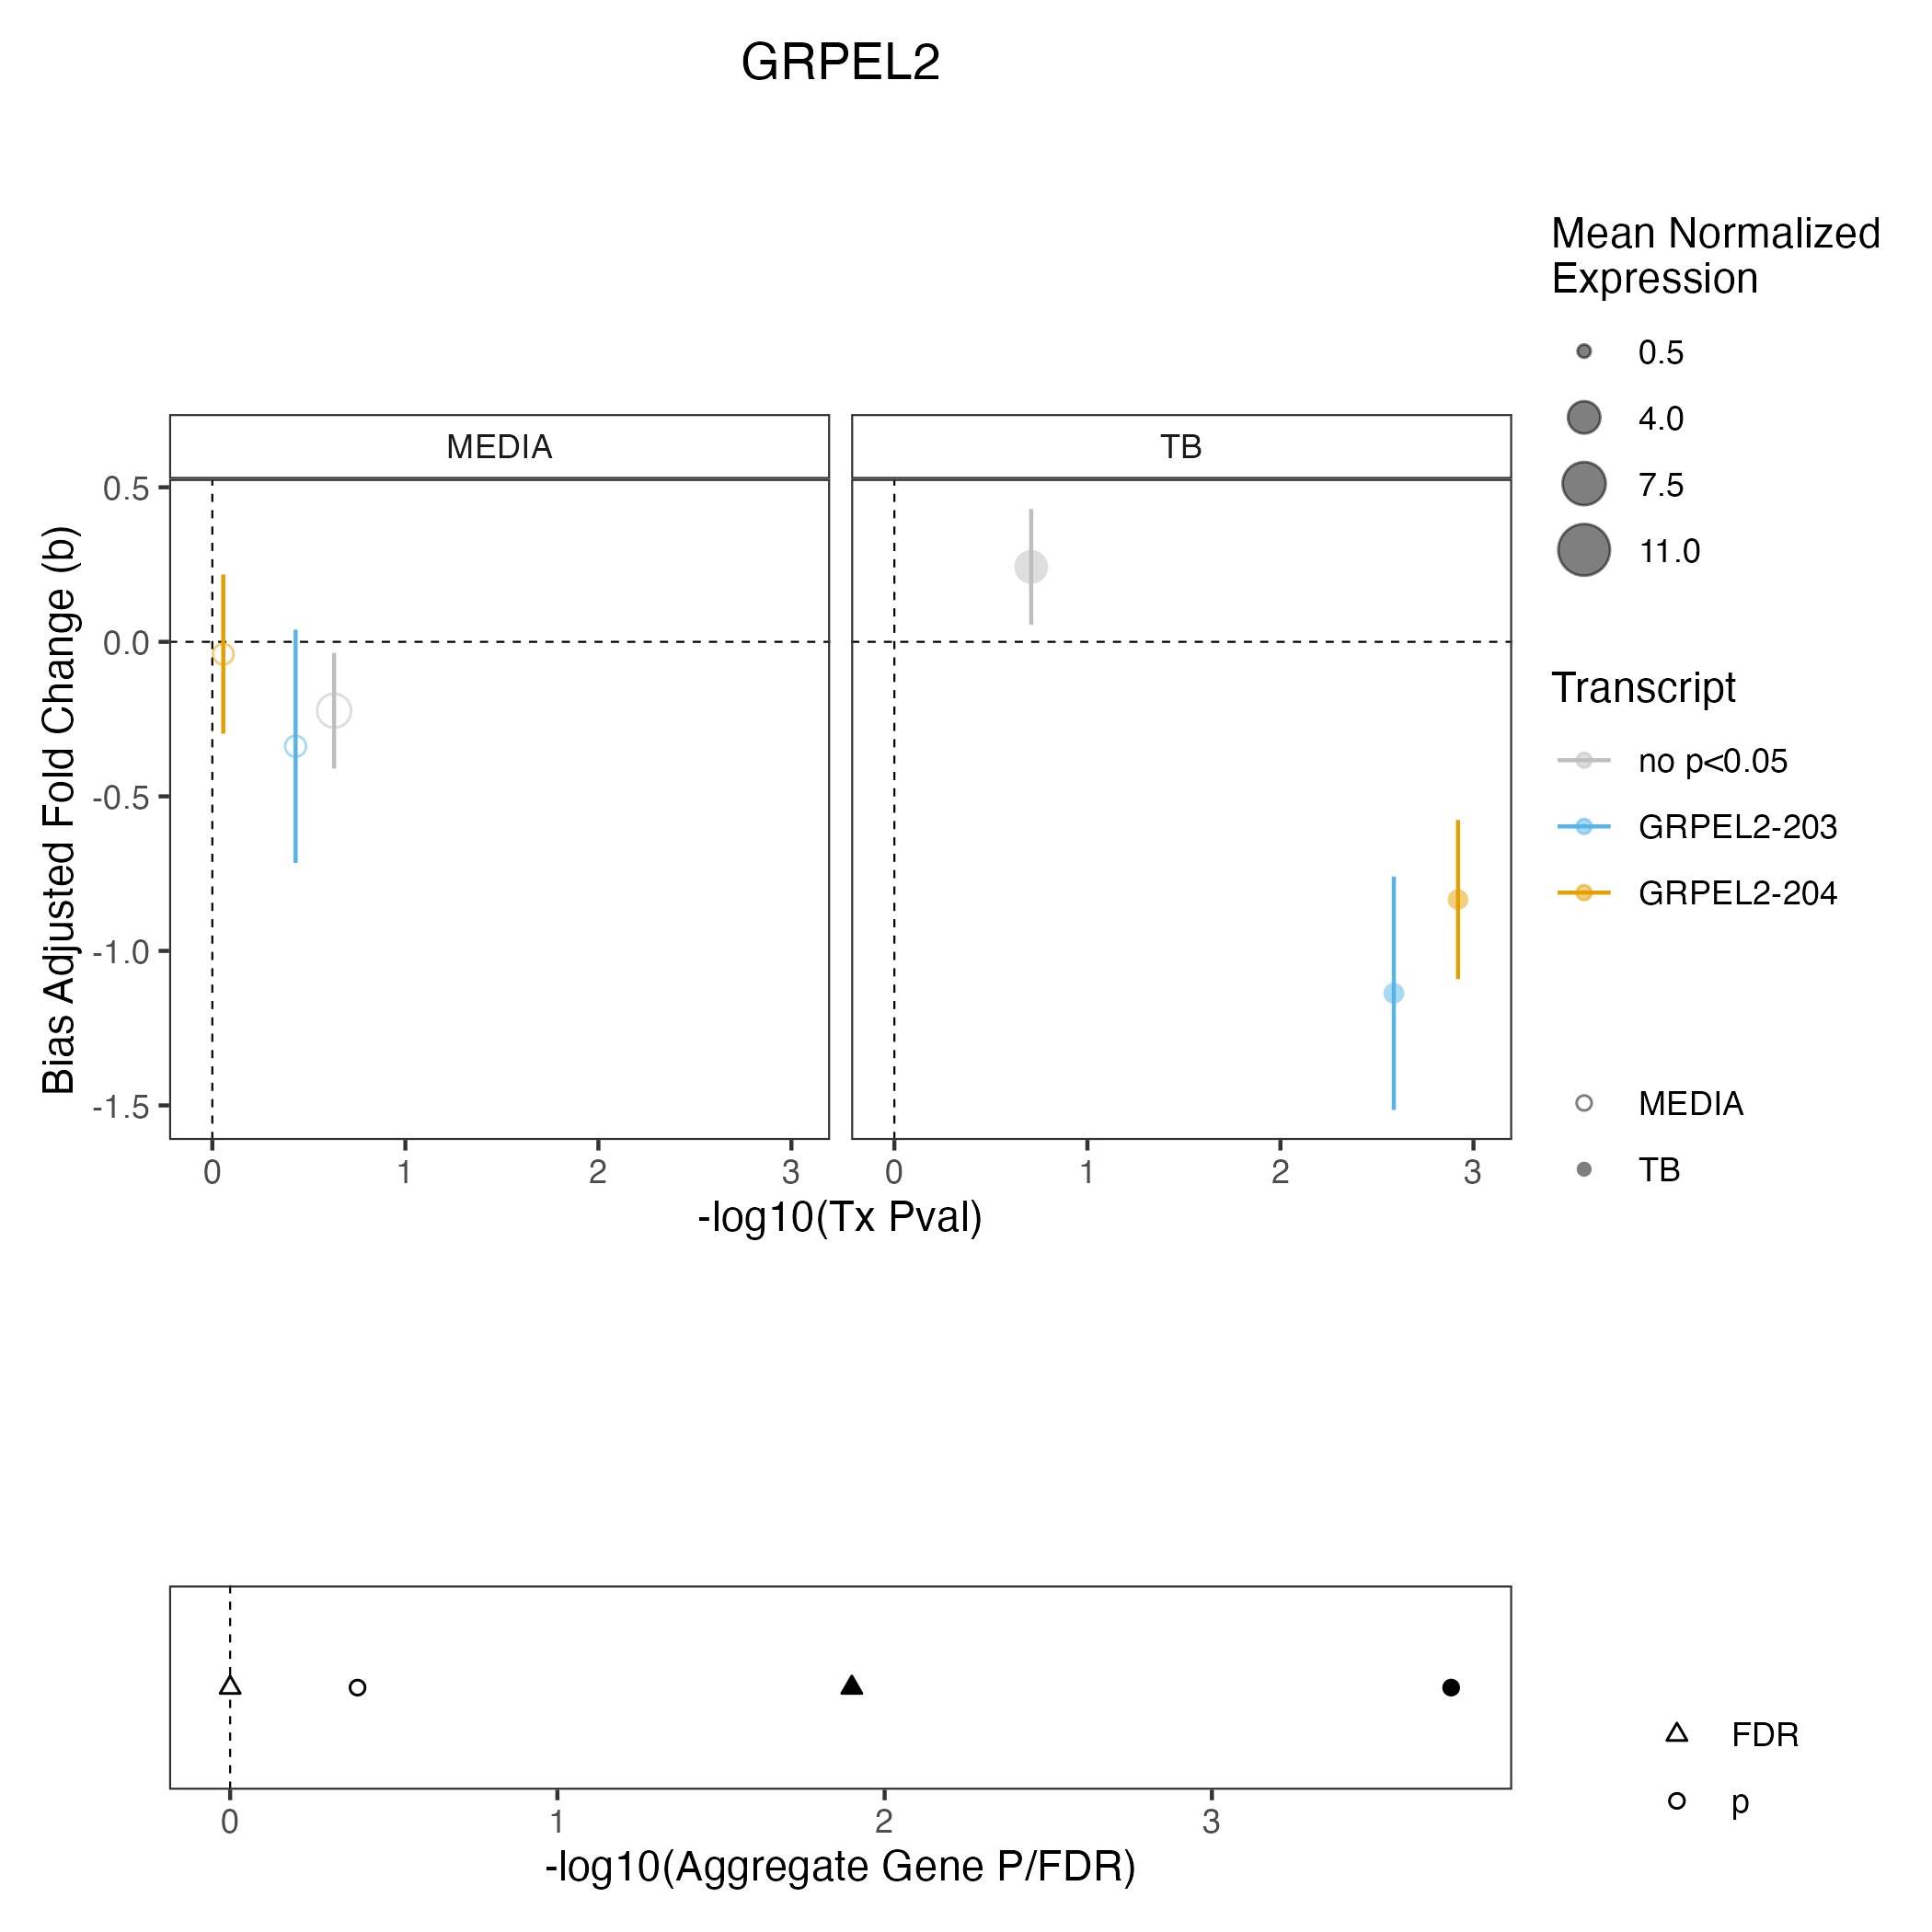 GRPEL2
MEDIA
TB
0.5
0.0
-0.5
-1.0
-1.5
Bias Adjusted Fold Change (b)
0 1 2 3
0 1 2 3
-log10(Tx Pval)
Mean Normalized
Expression
0.5
4.0
7.5
11.0
Transcript
no p<0.05
GRPEL2-203
GRPEL2-204
MEDIA
TB
0 1 2 3
-log10(Aggregate Gene P/FDR)
FDR
p